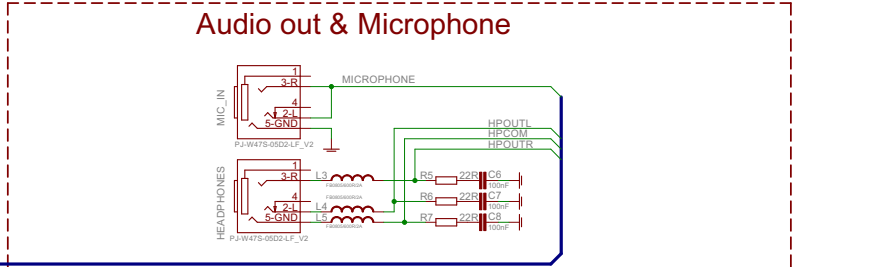 Audio out & Microphone
1
3-R
MICROPHONE
4
2-L
5-GND
MIC_IN
PJ-W47S-05D2-LF_V2
HPOUTL
HPCOM
HPOUTR
1
3-R
L3
R5
22R
C6
100nF
4
2-L
L4
R6
22R
C7
100nF
5-GND
L5
R7
22R
C8
100nF
HEADPHONES
PJ-W47S-05D2-LF_V2